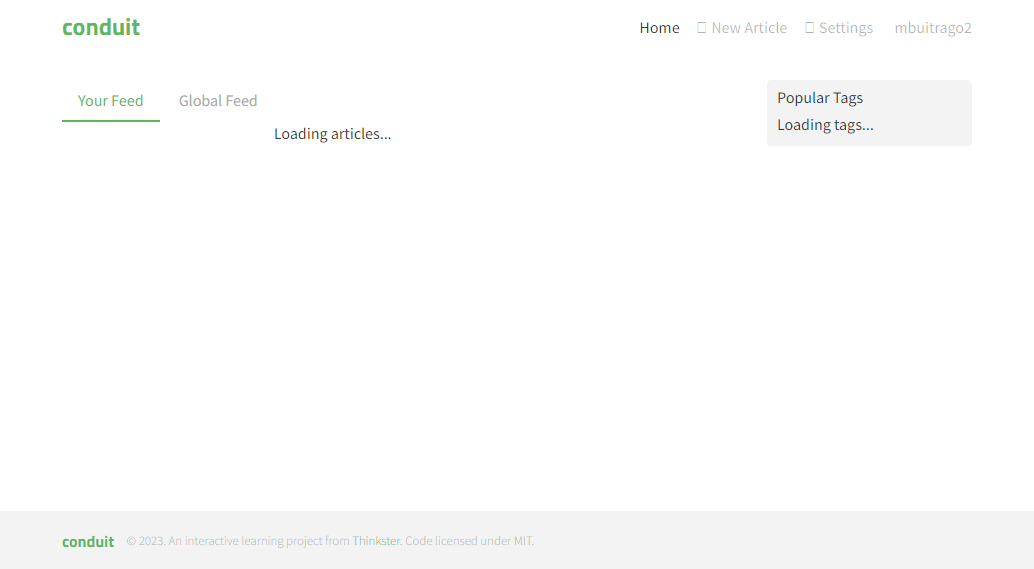 conduit
Home New Article Settings mbuitrago2
Your Feed Global Feed
Loading articles...
Popular Tags
Loading tags...
conduit © 2023. An interactive learning project from Thinkster. Code licensed under MIT.